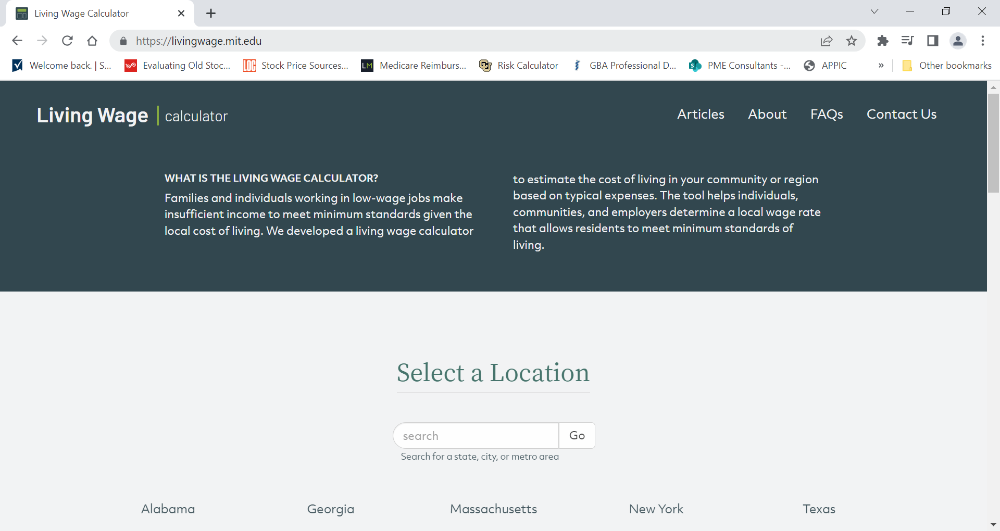 Living Wage Calculator
https://livingwage.mit.edu
Welcome back. | S...
Evaluating Old Stoc...
LOC
Stock Price Sources...
LM
Medicare Reimburs...
Risk Calculator
GBA Professional D...
PME Consultants -...
APPIC
»
Other bookmarks
Living Wage | calculator
Articles
About
FAQs
Contact Us
WHAT IS THE LIVING WAGE CALCULATOR?
Families and individuals working in low-wage jobs make
insufficient income to meet minimum standards given the
local cost of living. We developed a living wage calculator
to estimate the cost of living in your community or region
based on typical expenses. The tool helps individuals,
communities, and employers determine a local wage rate
that allows residents to meet minimum standards of
living.
Select a Location
search
Go
Search for a state, city, or metro area
Alabama
Georgia
Massachusetts
New York
Texas